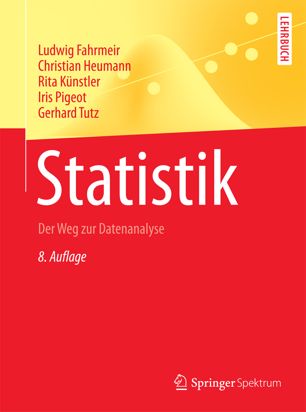 LEHRBUCH
Ludwig Fahrmeir
Christian Heumann
Rita Künstler
Iris Pigeot
Gerhard Tutz
Statistik
Der Weg zur Datenanalyse
8. Auflage
Springer Spektrum